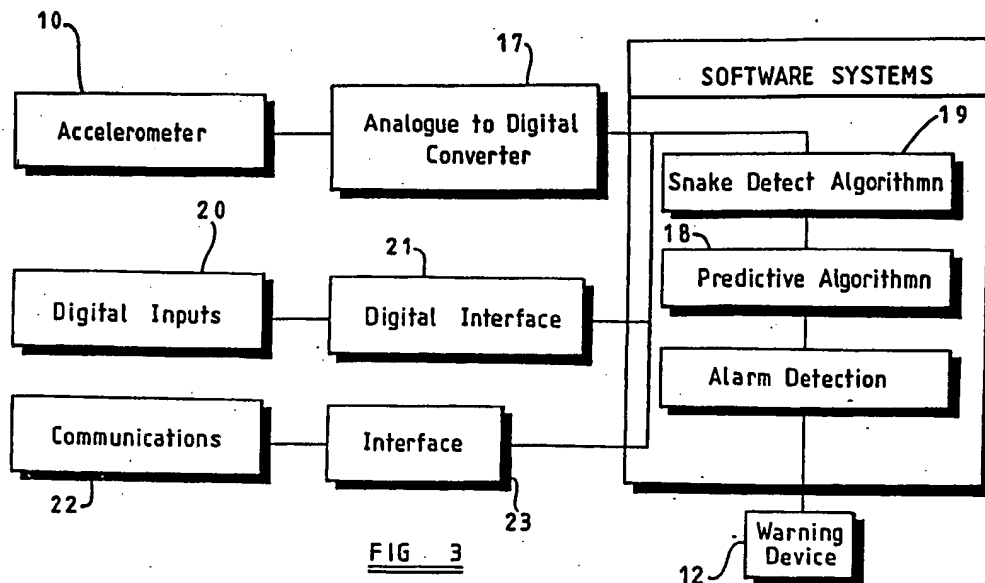 10
17
SOFTWARE SYSTEMS
Accelerometer
Analogue to Digital
Converter
19
Snake Detect Algorithmn
20
21
18
Predictive Algorithmn
Digital Inputs
Digital Interface
Alarm Detection
Communications
Interface
22
23
Warning
Device
12
FIG 3